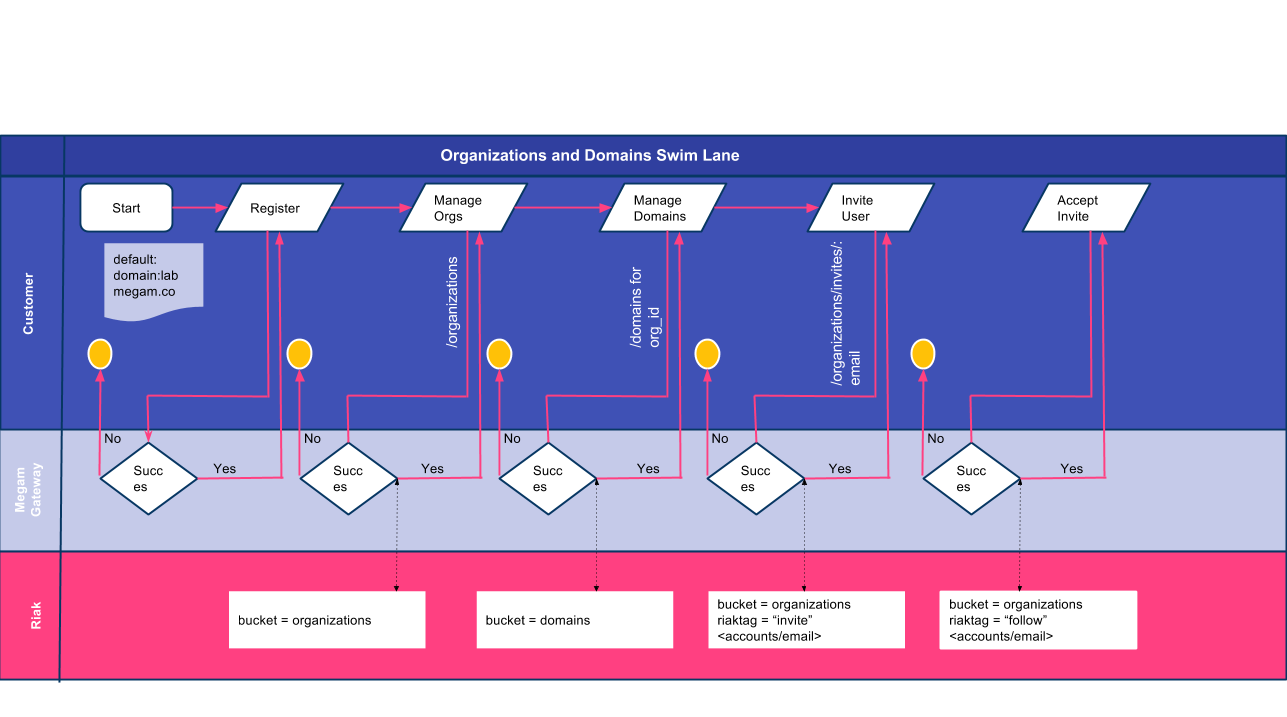 Organizations and Domains Swim Lane
Customer
Start
Register
Manage
Orgs
Manage
Domains
Invite
User
Accept
Invite
default:
domain:lab
megam.co
/organizations
/domains for
org_id
/organizations/invites/:
email
Megam
Gateway
No
Succ
es
Yes
No
Succ
es
Yes
No
Succ
es
Yes
No
Succ
es
Yes
No
Succ
es
Yes
Riak
bucket = organizations
bucket = domains
bucket = organizations
riaktag = “invite”
<accounts/email>
bucket = organizations
riaktag = “follow”
<accounts/email>